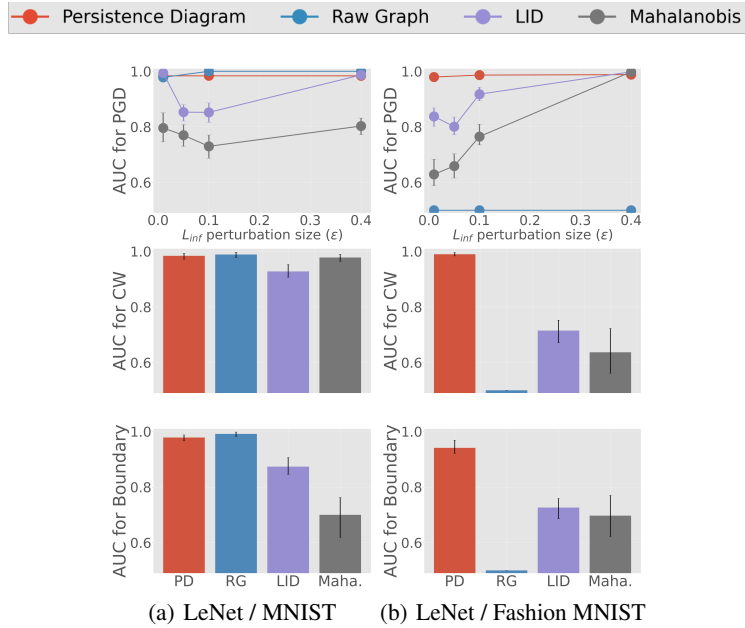 Persistence Diagram Raw Graph LID Mahalanobis
AUC for PGD
1.0
0.8
0.6
0.0 0.1 0.2 0.3 0.4
L_inf perturbation size (ε)
AUC for PGD
1.0
0.8
0.6
0.0 0.1 0.2 0.3 0.4
L_inf perturbation size (ε)
AUC for CW
1.0
0.8
0.6
AUC for CW
1.0
0.8
0.6
AUC for Boundary
1.0
0.8
0.6
PD RG LID Maha.
AUC for Boundary
1.0
0.8
0.6
PD RG LID Maha.
(a) LeNet / MNIST (b) LeNet / Fashion MNIST